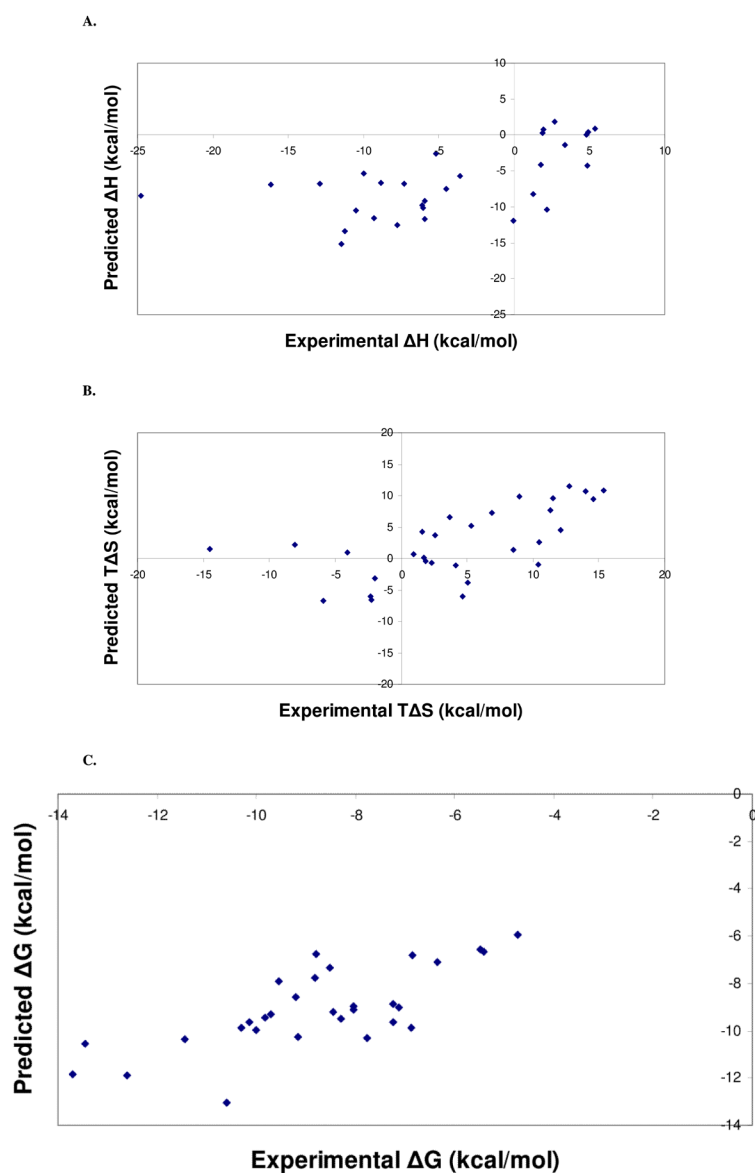 A.
10
5
0
-25 -20 -15 -10 -5 0 5 10
-5
-10
-15
-20
-25
Predicted ΔH (kcal/mol)
Experimental ΔH (kcal/mol)
B.
20
15
10
5
0
-20 -15 -10 -5 0 5 10 15 20
-5
-10
-15
-20
Predicted TΔS (kcal/mol)
Experimental TΔS (kcal/mol)
C.
0
-14 -12 -10 -8 -6 -4 -2 0
-2
-4
-6
-8
-10
-12
-14
Predicted ΔG (kcal/mol)
Experimental ΔG (kcal/mol)